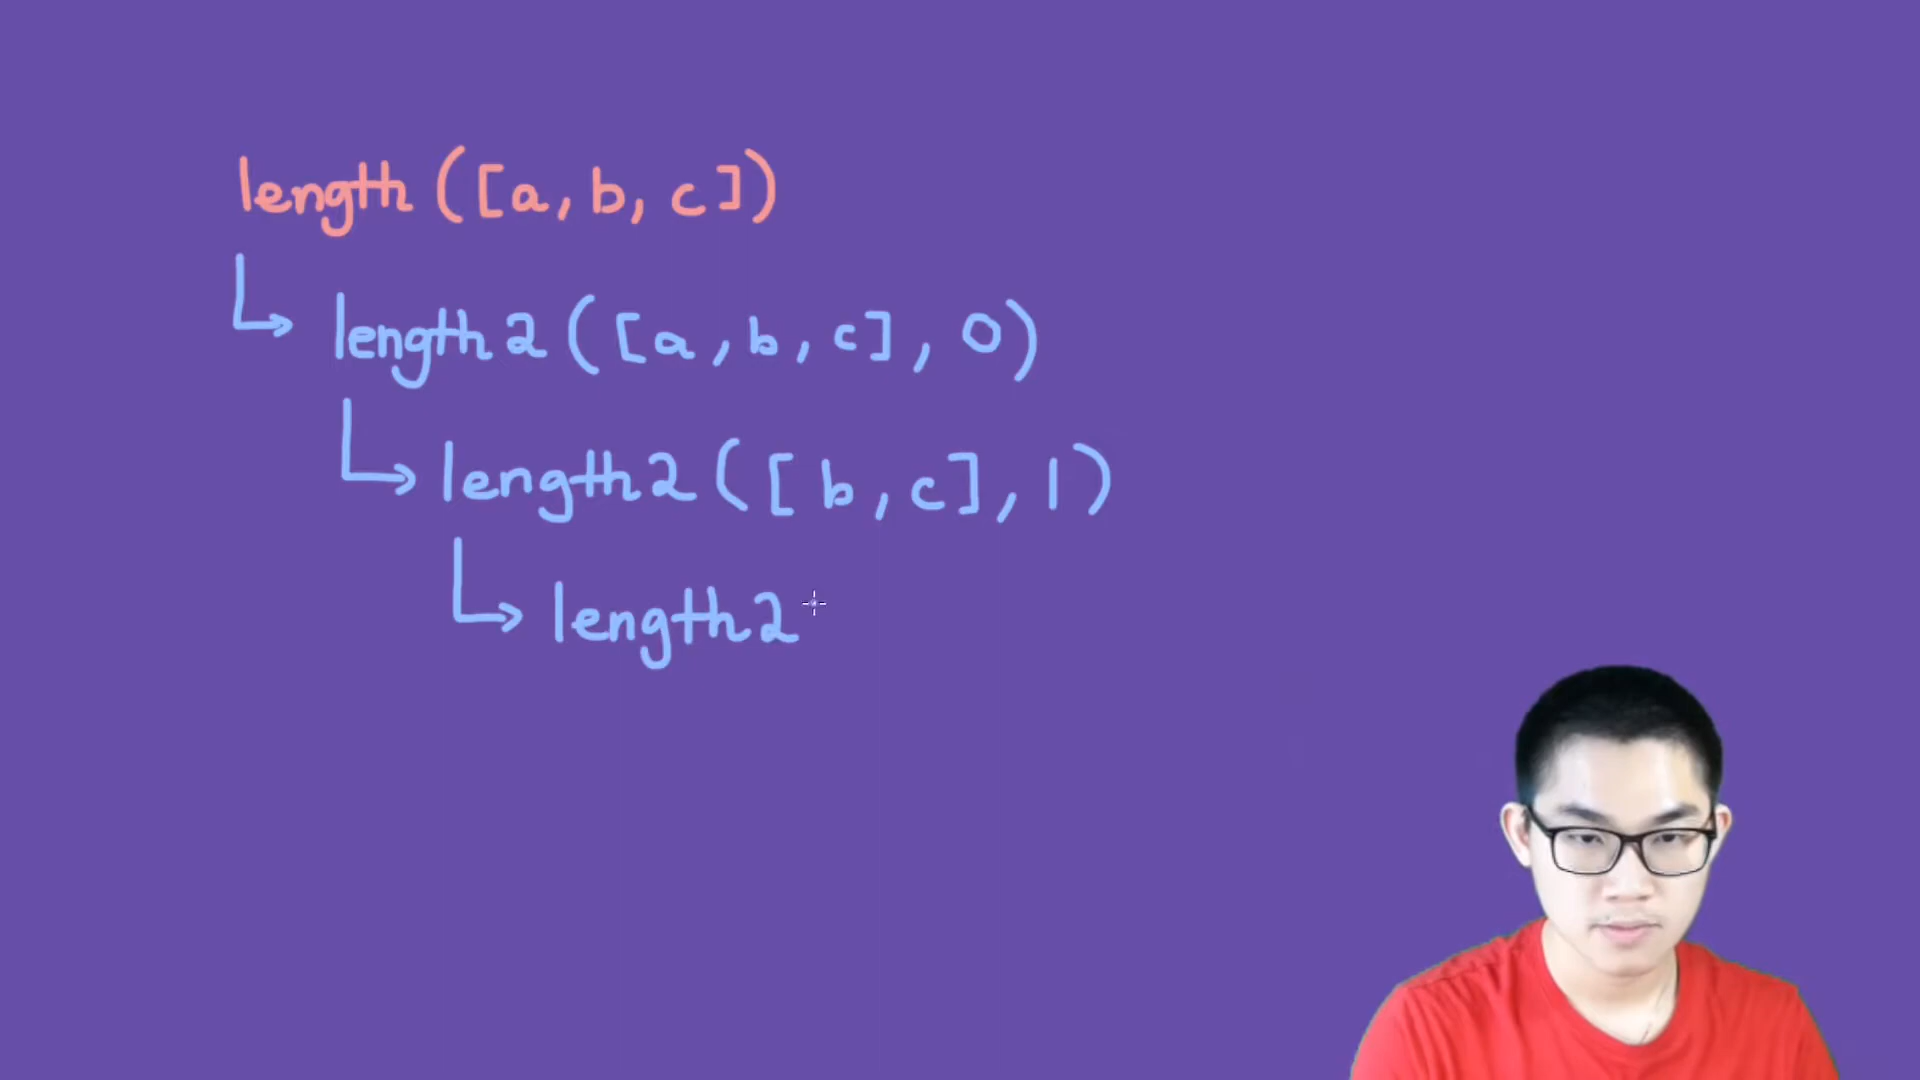 length([a, b, c])
length2([a, b, c], 0)
length2([b, c], 1)
length2